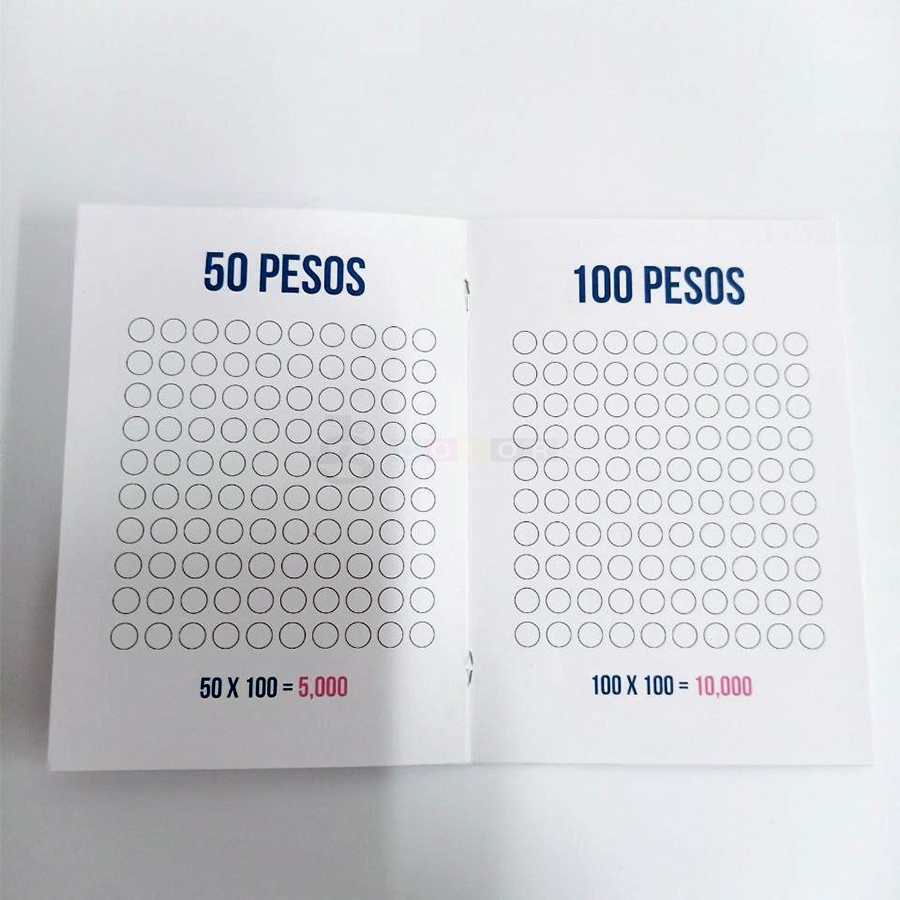 50 PESOS
50 X 100 = 5,000
100 PESOS
100 X 100 = 10,000